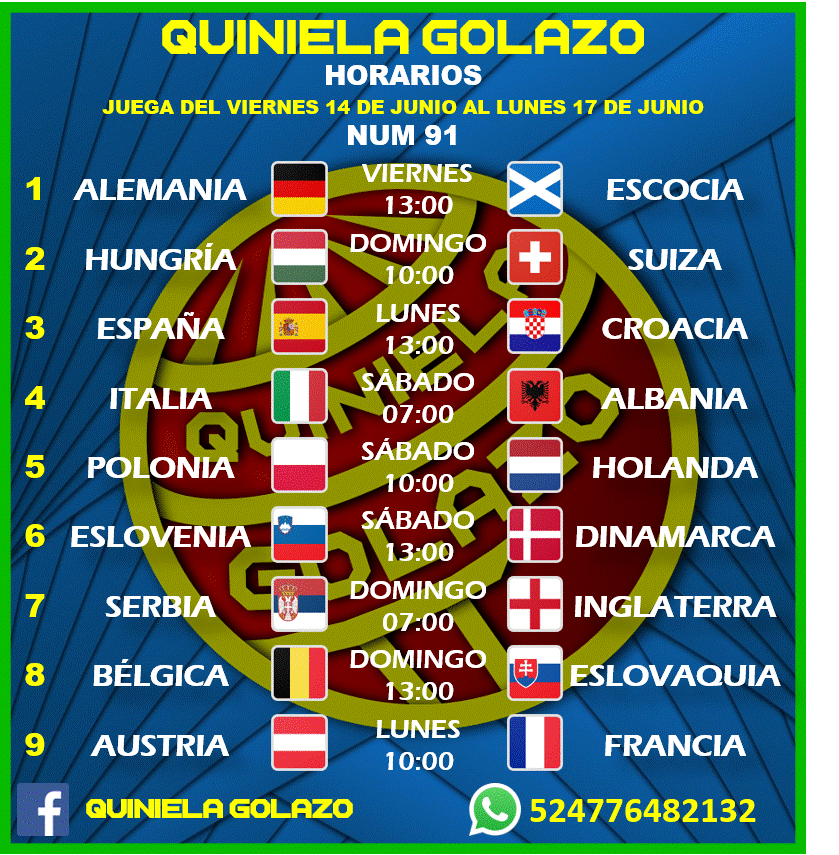 QUINIELA GOLAZO
HORARIOS
JUEGA DEL VIERNES 14 DE JUNIO AL LUNES 17 DE JUNIO
NUM 91
1 ALEMANIA VIERNES 13:00 ESCOCIA
2 HUNGRÍA DOMINGO 10:00 SUIZA
3 ESPAÑA LUNES 13:00 CROACIA
4 ITALIA SÁBADO 07:00 ALBANIA
5 POLONIA SÁBADO 10:00 HOLANDA
6 ESLOVENIA SÁBADO 13:00 DINAMARCA
7 SERBIA DOMINGO 07:00 INGLATERRA
8 BÉLGICA DOMINGO 13:00 ESLOVAQUIA
9 AUSTRIA LUNES 10:00 FRANCIA
QUINIELA
GOLAZO
f QUINIELA GOLAZO 524776482132